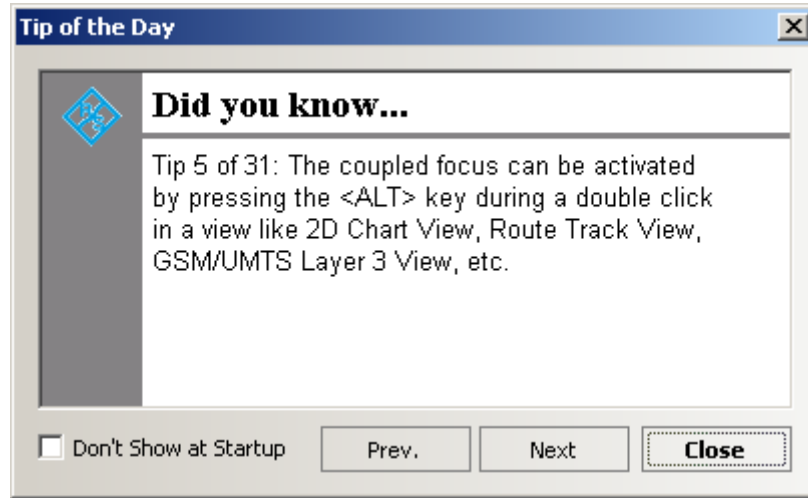 Tip of the Day
Did you know...
Tip 5 of 31: The coupled focus can be activated
by pressing the <ALT> key during a double click
in a view like 2D Chart View, Route Track View,
GSM/UMTS Layer 3 View, etc.
Don't Show at Startup Prev. Next Close